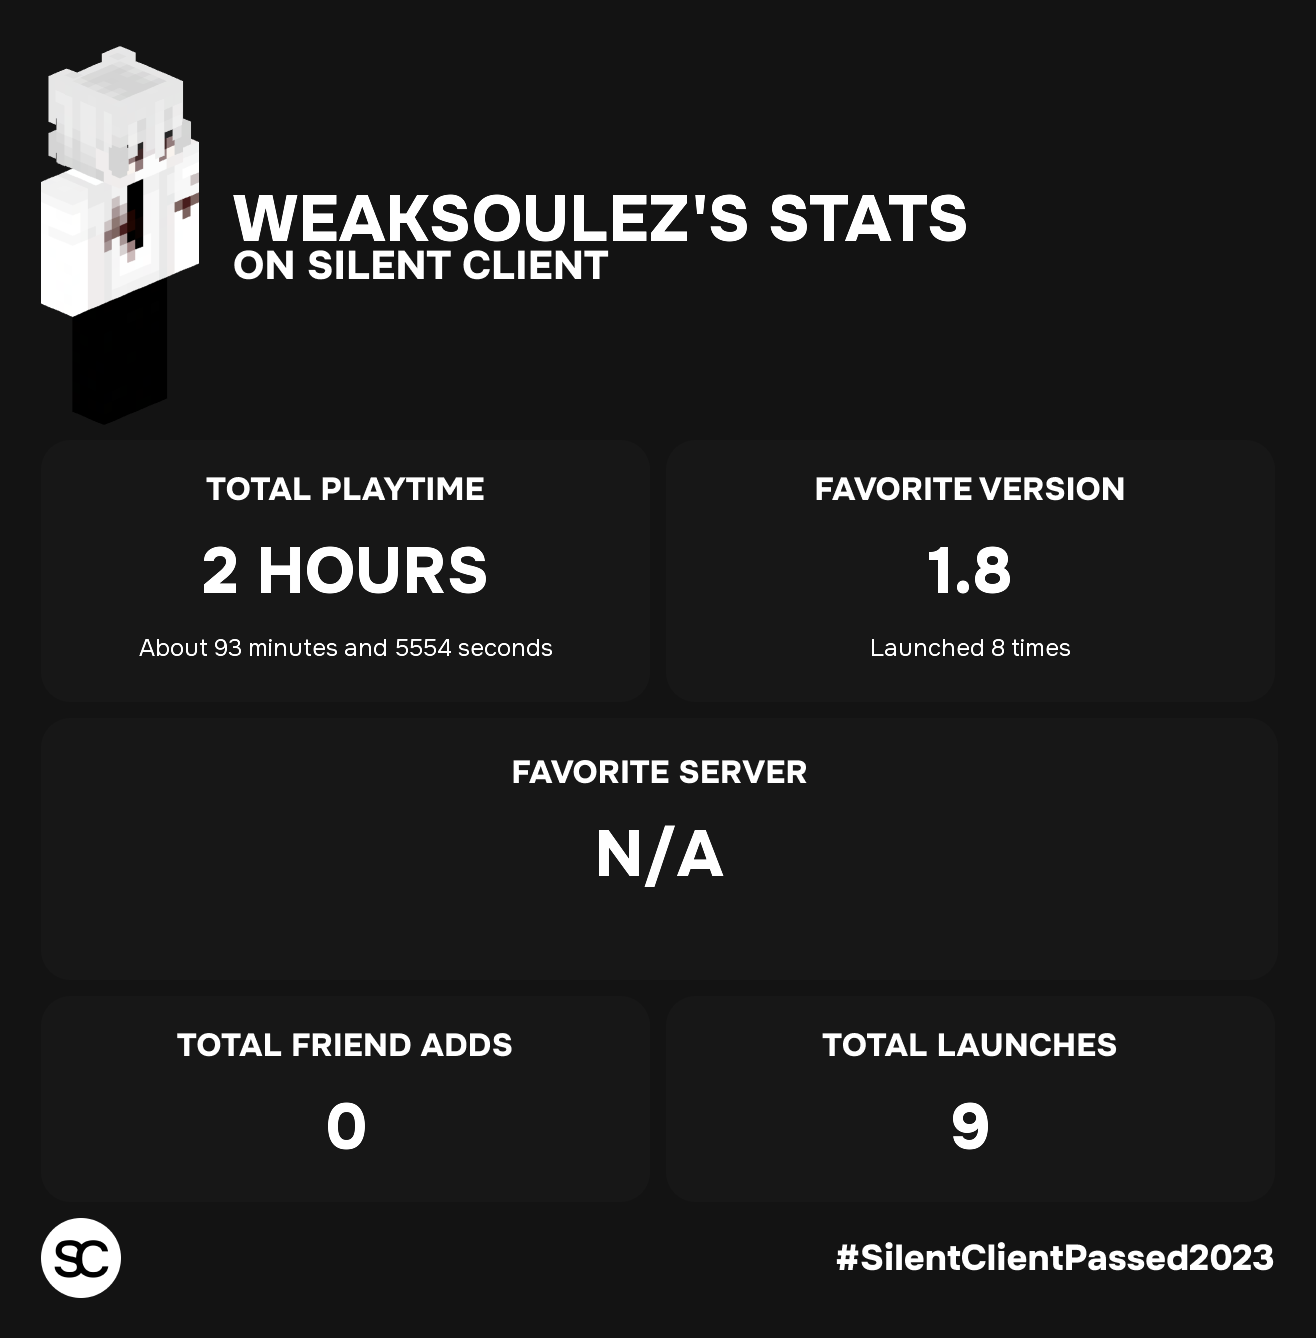 WEAKSOULEZ'S STATS
ON SILENT CLIENT
TOTAL PLAYTIME
2 HOURS
About 93 minutes and 5554 seconds
FAVORITE VERSION
1.8
Launched 8 times
FAVORITE SERVER
N/A
TOTAL FRIEND ADDS
0
TOTAL LAUNCHES
9
SC
#SilentClientPassed2023